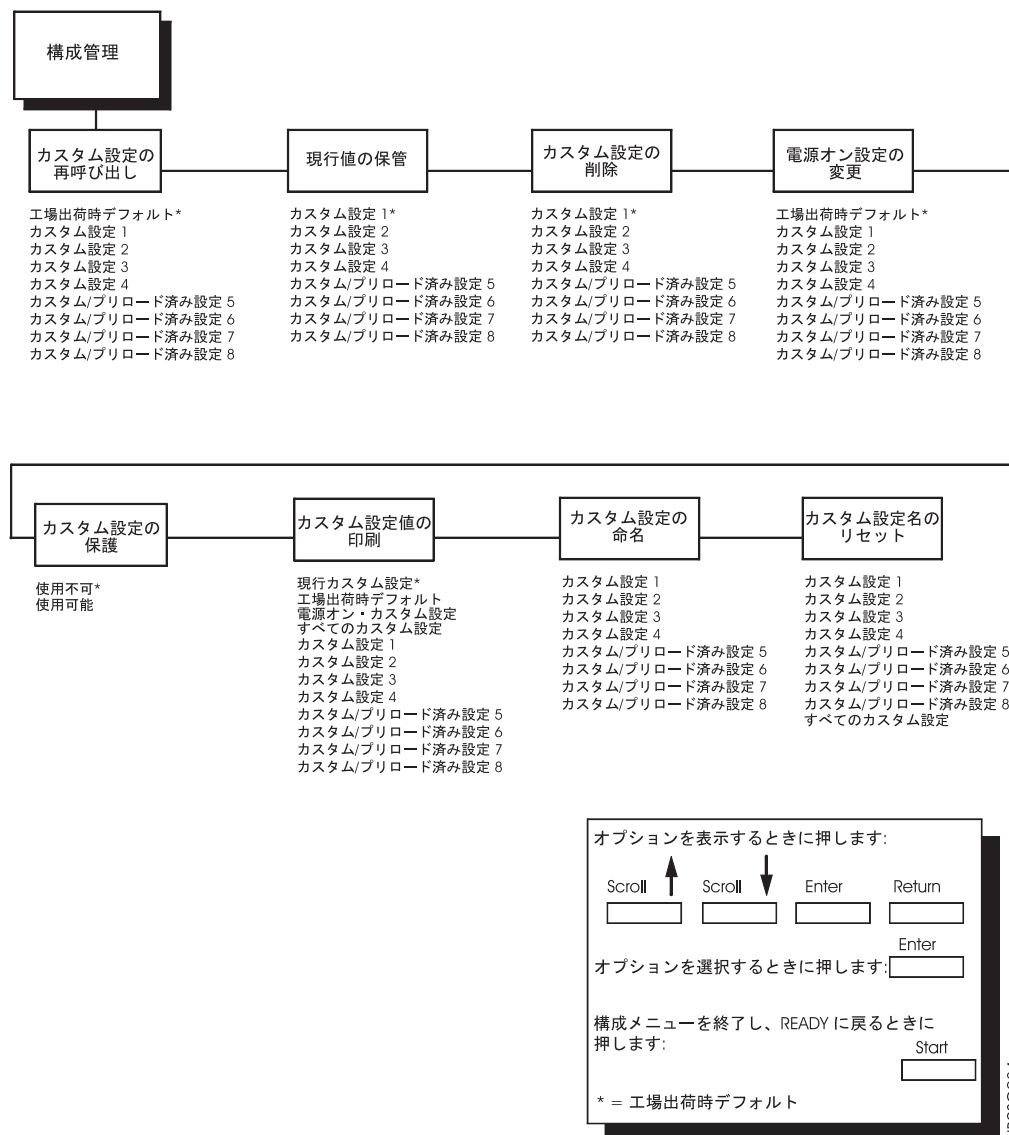 構成管理
カスタム設定の
再呼び出し
工場出荷時デフォルト*
カスタム設定 1
カスタム設定 2
カスタム設定 3
カスタム設定 4
カスタム/プリロード済み設定 5
カスタム/プリロード済み設定 6
カスタム/プリロード済み設定 7
カスタム/プリロード済み設定 8
現行値の保管
カスタム設定 1*
カスタム設定 2
カスタム設定 3
カスタム設定 4
カスタム/プリロード済み設定 5
カスタム/プリロード済み設定 6
カスタム/プリロード済み設定 7
カスタム/プリロード済み設定 8
カスタム設定の
削除
カスタム設定 1*
カスタム設定 2
カスタム設定 3
カスタム設定 4
カスタム/プリロード済み設定 5
カスタム/プリロード済み設定 6
カスタム/プリロード済み設定 7
カスタム/プリロード済み設定 8
電源オン設定の
変更
工場出荷時デフォルト*
カスタム設定 1
カスタム設定 2
カスタム設定 3
カスタム設定 4
カスタム/プリロード済み設定 5
カスタム/プリロード済み設定 6
カスタム/プリロード済み設定 7
カスタム/プリロード済み設定 8
カスタム設定の
保護
使用不可*
使用可能
カスタム設定値の
印刷
現行カスタム設定*
工場出荷時デフォルト
電源オン・カスタム設定
すべてのカスタム設定
カスタム設定 1
カスタム設定 2
カスタム設定 3
カスタム設定 4
カスタム/プリロード済み設定 5
カスタム/プリロード済み設定 6
カスタム/プリロード済み設定 7
カスタム/プリロード済み設定 8
カスタム設定の
命名
カスタム設定 1
カスタム設定 2
カスタム設定 3
カスタム設定 4
カスタム/プリロード済み設定 5
カスタム/プリロード済み設定 6
カスタム/プリロード済み設定 7
カスタム/プリロード済み設定 8
カスタム設定名の
リセット
カスタム設定 1
カスタム設定 2
カスタム設定 3
カスタム設定 4
カスタム/プリロード済み設定 5
カスタム/プリロード済み設定 6
カスタム/プリロード済み設定 7
カスタム/プリロード済み設定 8
すべてのカスタム設定
オプションを表示するときに押します:
Scroll Scroll Enter Return
Enter
オプションを選択するときに押します:
構成メニューを終了し、READY に戻るときに
押します:
Start
* = 工場出荷時デフォルト